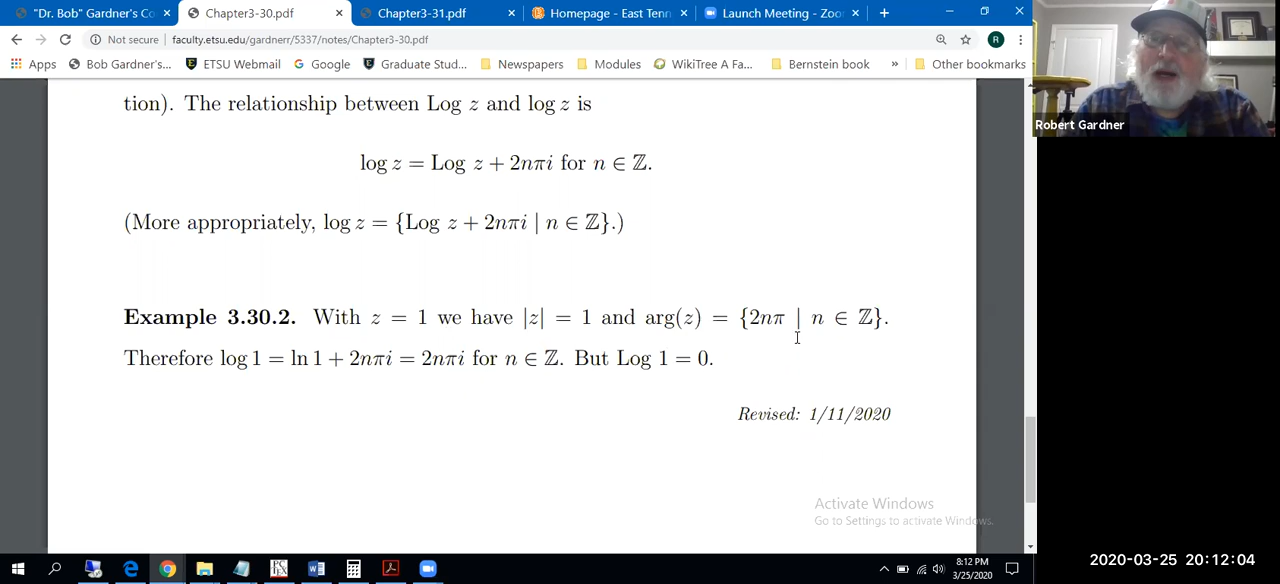 "Dr. Bob" Gardner's Co
Chapter3-30.pdf
Chapter3-31.pdf
Homepage - East Tenn
Launch Meeting - Zoo
Not secure | faculty.etsu.edu/gardnerr/5337/notes/Chapter3-30.pdf
R
Apps
Bob Gardner's...
ETSU Webmail
Google
Graduate Stud...
Newspapers
Modules
WikiTree A Fa...
Bernstein book
»
Other bookmarks
Robert Gardner
tion). The relationship between Log z and log z is
log z = Log z + 2nπi for n ∈ ℤ.
(More appropriately, log z = {Log z + 2nπi | n ∈ ℤ}.)
Example 3.30.2. With z = 1 we have |z| = 1 and arg(z) = {2nπ | n ∈ ℤ}.
Therefore log 1 = ln 1 + 2nπi = 2nπi for n ∈ ℤ. But Log 1 = 0.
Revised: 1/11/2020
Activate Windows
Go to Settings to activate Windows.
8:12 PM
3/25/2020
2020-03-25 20:12:04